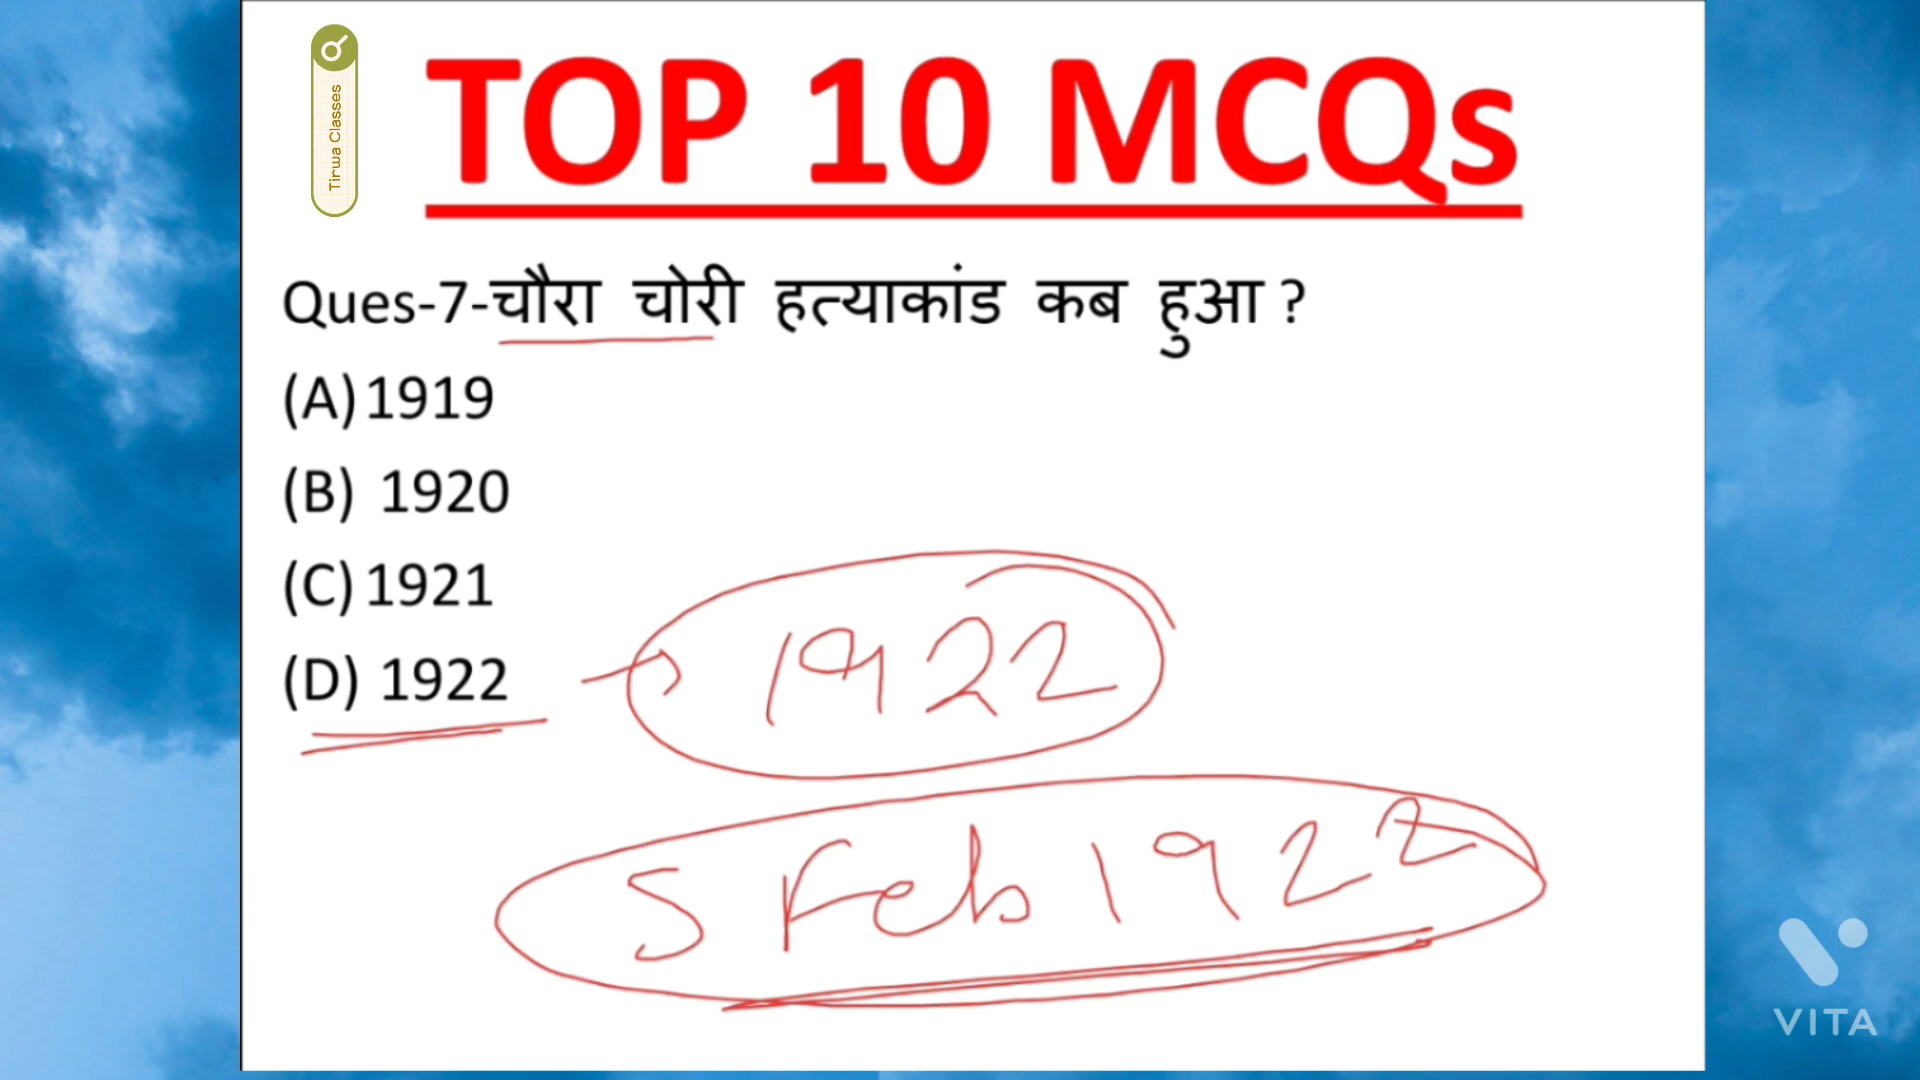 Tirwa Classes
TOP 10 MCQs
Ques-7-चौरा चोरी हत्याकांड कब हुआ ?
(A) 1919
(B) 1920
(C) 1921
(D) 1922
1922
5 Feb 1922
VITA